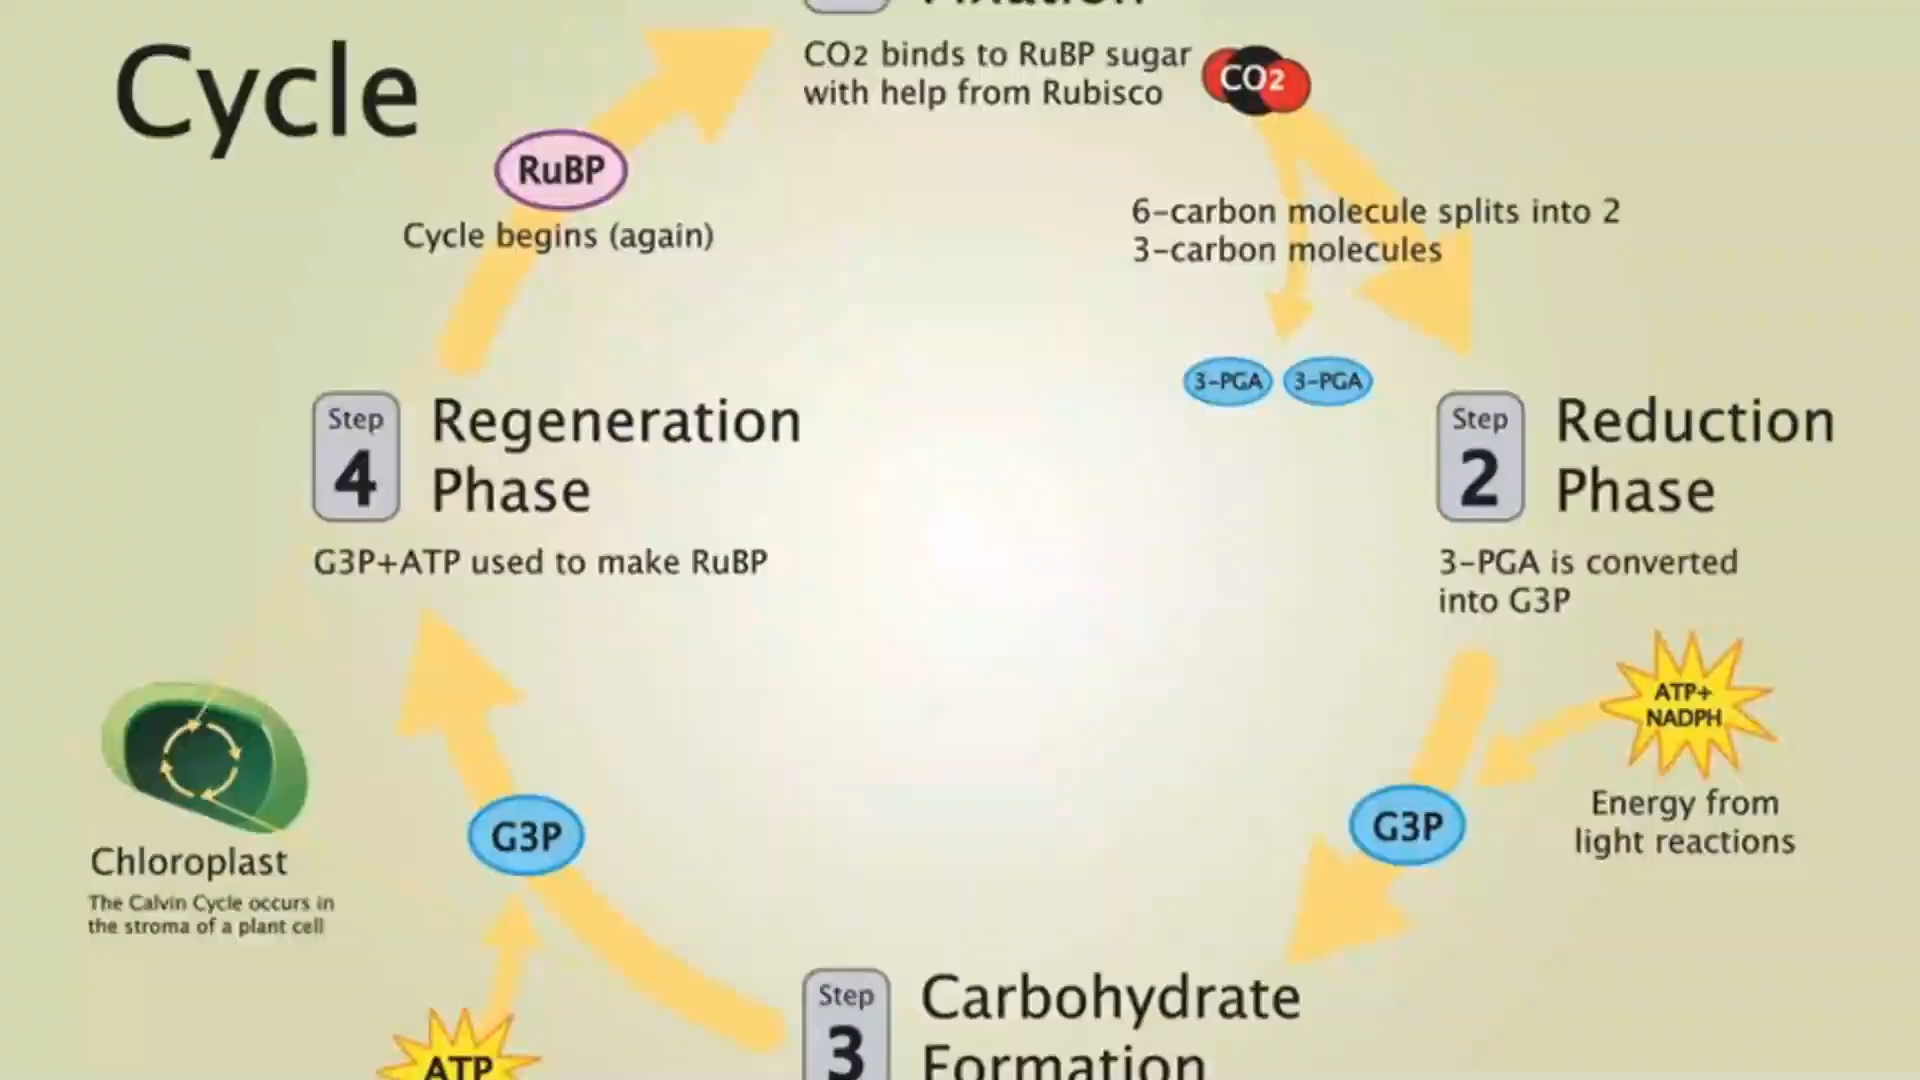 Cycle
Fixation
CO2 binds to RuBP sugar
with help from Rubisco
CO2
RuBP
Cycle begins (again)
6-carbon molecule splits into 2
3-carbon molecules
3-PGA 3-PGA
Step
4
Regeneration
Phase
G3P+ATP used to make RuBP
Step
2
Reduction
Phase
3-PGA is converted
into G3P
ATP+
NADPH
Energy from
light reactions
G3P
G3P
Chloroplast
The Calvin Cycle occurs in
the stroma of a plant cell
ATP
Step
3
Carbohydrate
Formation